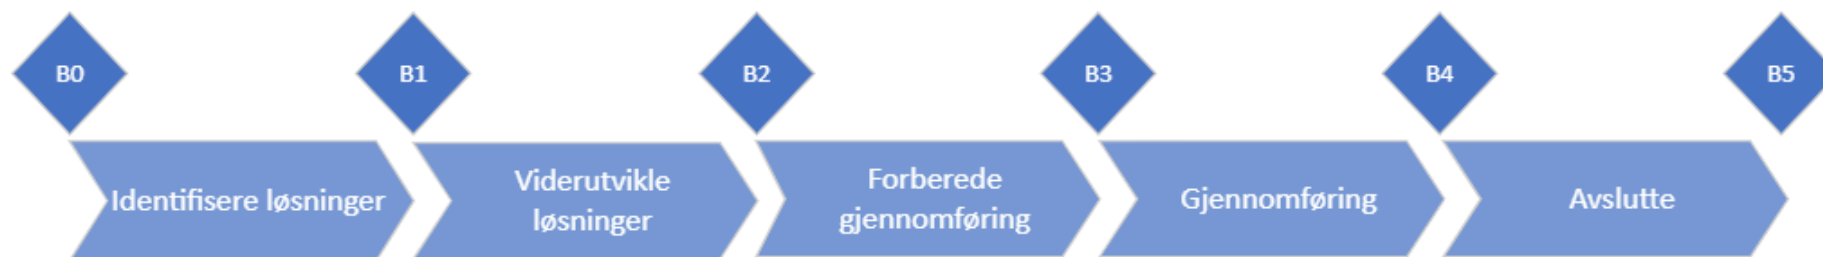 B0
B1
B2
B3
B4
B5
Identifisere løsninger
Viderutvikle
løsninger
Forberede
gjennomføring
Gjennomføring
Avslutte